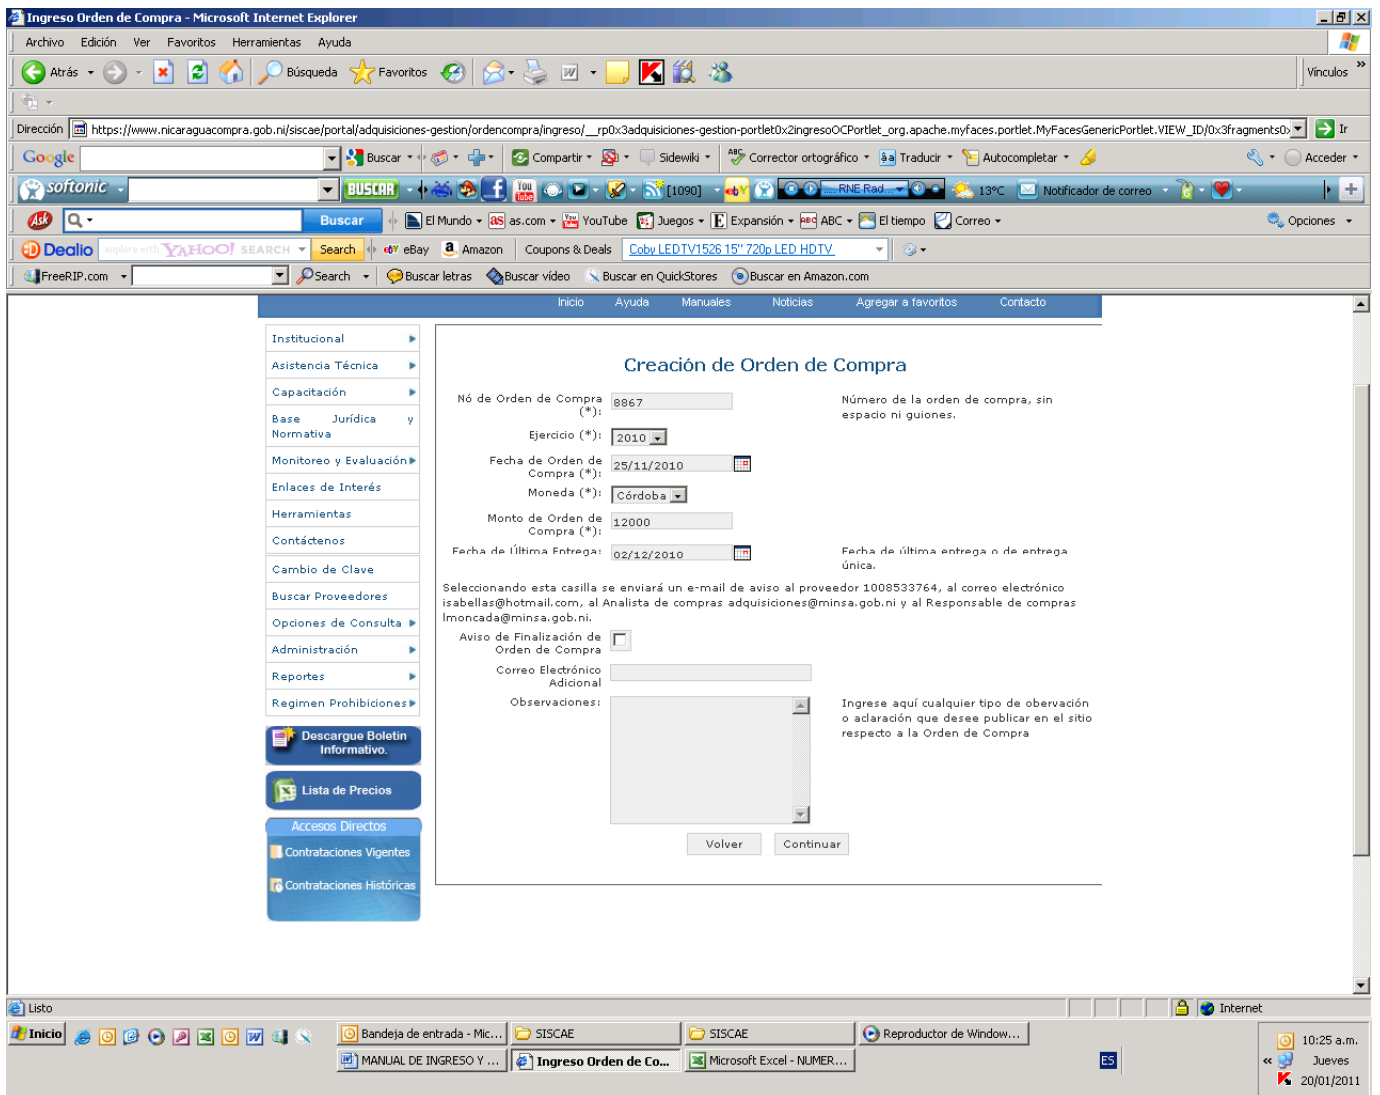 Ingreso Orden de Compra - Microsoft Internet Explorer
Archivo Edición Ver Favoritos Herramientas Ayuda
Atrás Búsqueda Favoritos Vínculos
Dirección https://www.nicaraguacompra.gob.ni/siscae/portal/adquisiciones-gestion/ordencompra/ingreso/__rp0x3adquisiciones-gestion-portlet0x2ingresoOCPortlet_org.apache.myfaces.portlet.MyFacesGenericPortlet.VIEW_ID/0x3fragments0x Ir
Google Buscar Compartir Sidewiki Corrector ortográfico Traducir Autocompletar Acceder
softonic BUSCAR [1090] RNE Rad... 13ºC Notificador de correo
Ask Buscar El Mundo as.com YouTube Juegos Expansión ABC El tiempo Correo Opciones
Dealio explore with YAHOO! SEARCH Search eBay Amazon Coupons & Deals Coby LEDTV1526 15" 720p LED HDTV
FreeRIP.com Search Buscar letras Buscar vídeo Buscar en QuickStores Buscar en Amazon.com
Inicio Ayuda Manuales Noticias Agregar a favoritos Contacto
Institucional
Asistencia Técnica
Capacitación
Base Jurídica y
Normativa
Monitoreo y Evaluación
Enlaces de Interés
Herramientas
Contáctenos
Cambio de Clave
Buscar Proveedores
Opciones de Consulta
Administración
Reportes
Regimen Prohibiciones
Descargue Boletin
Informativo.
Lista de Precios
Accesos Directos
Contrataciones Vigentes
Contrataciones Históricas
Creación de Orden de Compra
Nó de Orden de Compra (*): 8867 Número de la orden de compra, sin
espacio ni guiones.
Ejercicio (*): 2010
Fecha de Orden de
Compra (*): 25/11/2010
Moneda (*): Córdoba
Monto de Orden de
Compra (*): 12000
Fecha de Última Entrega: 02/12/2010 Fecha de última entrega o de entrega
única.
Seleccionando esta casilla se enviará un e-mail de aviso al proveedor 1008533764, al correo electrónico
isabellas@hotmail.com, al Analista de compras adquisiciones@minsa.gob.ni y al Responsable de compras
lmoncada@minsa.gob.ni.
Aviso de Finalización de
Orden de Compra
Correo Electrónico
Adicional
Observaciones: Ingrese aquí cualquier tipo de obervación
o aclaración que desee publicar en el sitio
respecto a la Orden de Compra
Volver Continuar
Listo Internet
Inicio Bandeja de entrada - Mic... SISCAE SISCAE Reproductor de Window... 10:25 a.m.
MANUAL DE INGRESO Y ... Ingreso Orden de Co... Microsoft Excel - NUMER... ES Jueves
20/01/2011